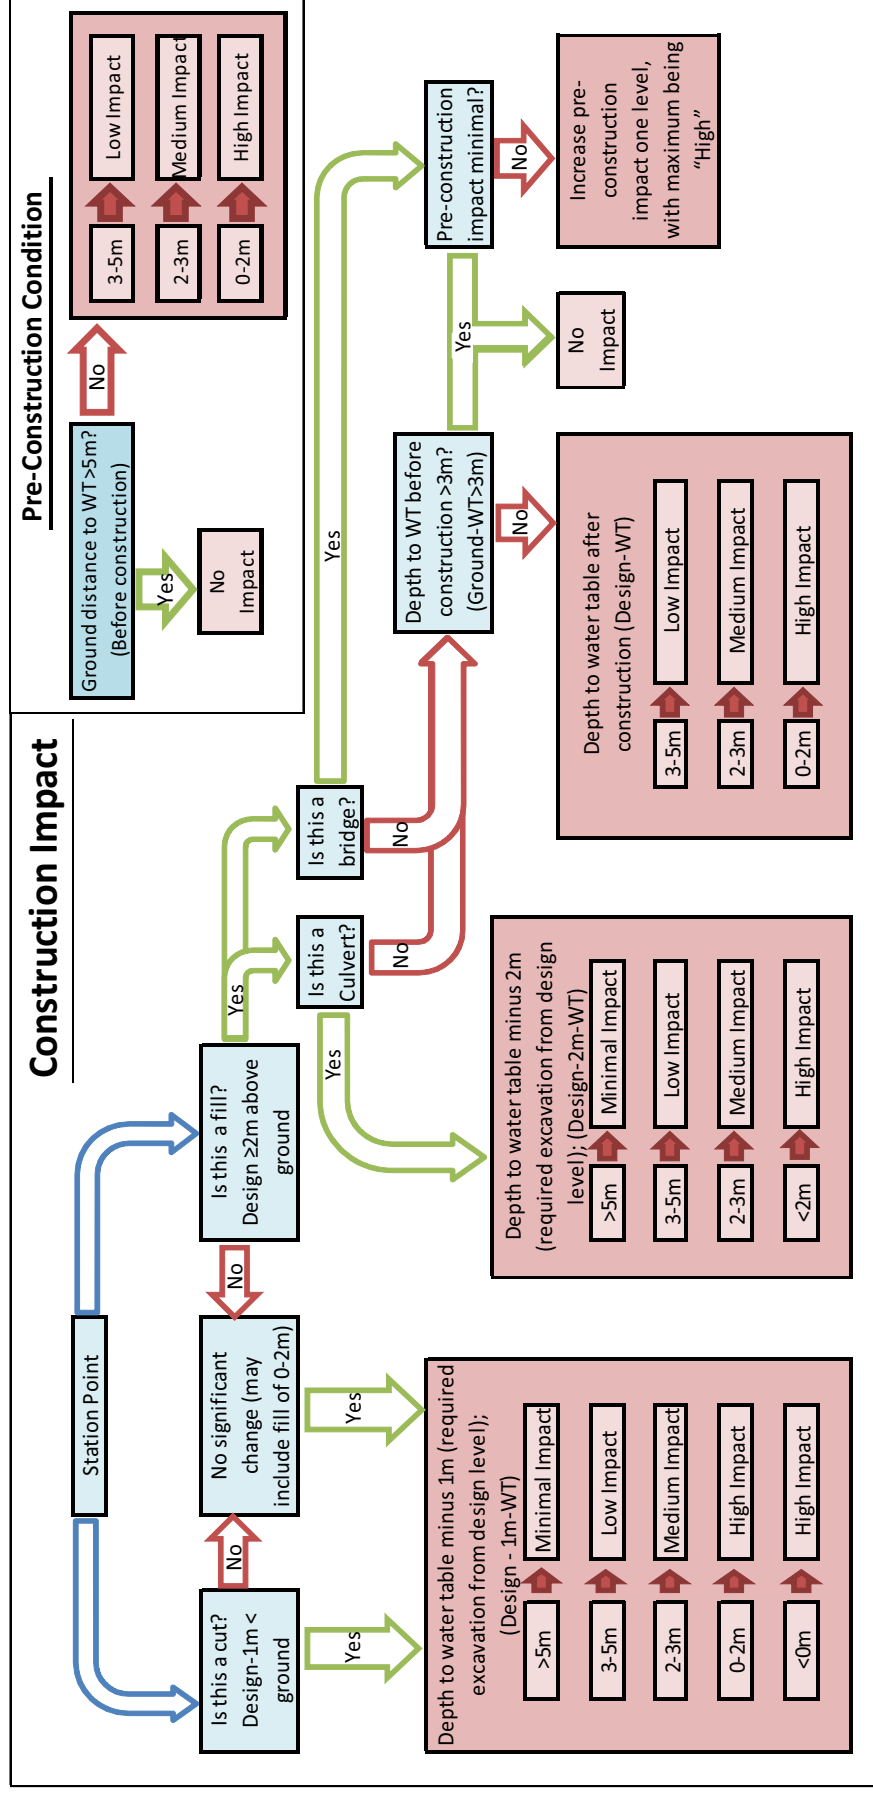 Construction Impact
Pre-Construction Condition
Ground distance to WT >5m?
(Before construction)
No
Yes
No
Impact
3-5m
Low Impact
2-3m
Medium Impact
0-2m
High Impact
Station Point
Is this a cut?
Design-1m <
ground
No
Yes
No significant
change (may
include fill of 0-2m)
Yes
No
Is this a fill?
Design ≥2m above
ground
Yes
Is this a
Culvert?
Yes
No
Is this a
bridge?
No
Yes
Depth to WT before
construction >3m?
(Ground-WT>3m)
No
Yes
No
Impact
Pre-construction
impact minimal?
No
Increase pre-
construction
impact one level,
with maximum being
“High”
Depth to water table minus 1m (required
excavation from design level);
(Design - 1m-WT)
>5m
Minimal Impact
3-5m
Low Impact
2-3m
Medium Impact
0-2m
High Impact
<0m
High Impact
Depth to water table minus 2m
(required excavation from design
level); (Design-2m-WT)
>5m
Minimal Impact
3-5m
Low Impact
2-3m
Medium Impact
<2m
High Impact
Depth to water table after
construction (Design-WT)
3-5m
Low Impact
2-3m
Medium Impact
0-2m
High Impact